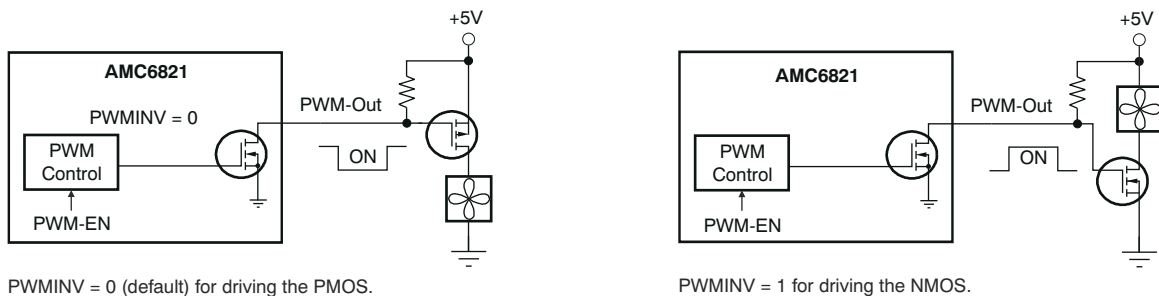 +5V
AMC6821
PWM-Out
PWMINV = 0
ON
PWM
Control
PWM-EN
PWMINV = 0 (default) for driving the PMOS.
+5V
AMC6821
PWM-Out
ON
PWM
Control
PWM-EN
PWMINV = 1 for driving the NMOS.